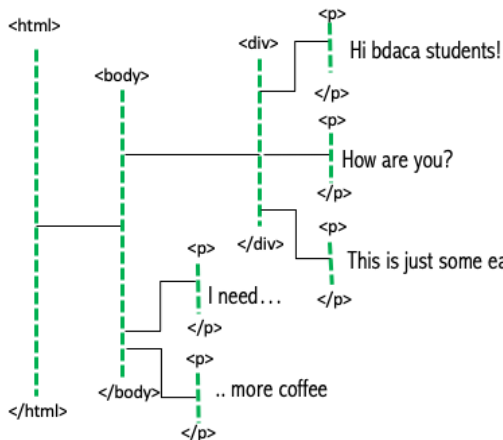 <html>
<body>
<div>
<p>
Hi bdaca students!
</p>
<p>
How are you?
</p>
<p>
This is just some ea
</p>
</div>
<p>
I need…
</p>
<p>
.. more coffee
</p>
</body>
</html>